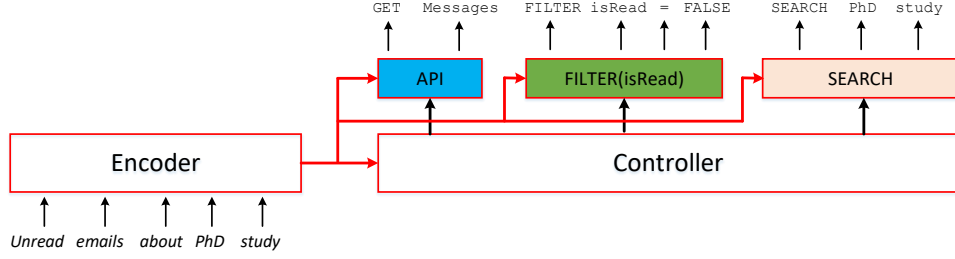 GET Messages FILTER isRead = FALSE SEARCH PhD study
API FILTER(isRead) SEARCH
Encoder Controller
Unread emails about PhD study